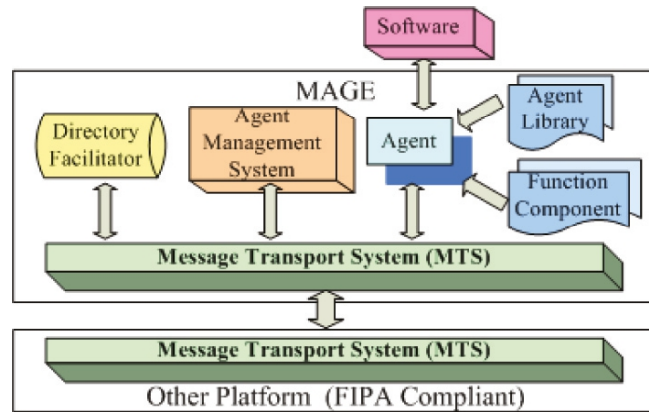 Software
MAGE
Directory
Facilitator
Agent
Management
System
Agent
Agent
Library
Function
Component
Message Transport System (MTS)
Message Transport System (MTS)
Other Platform (FIPA Compliant)